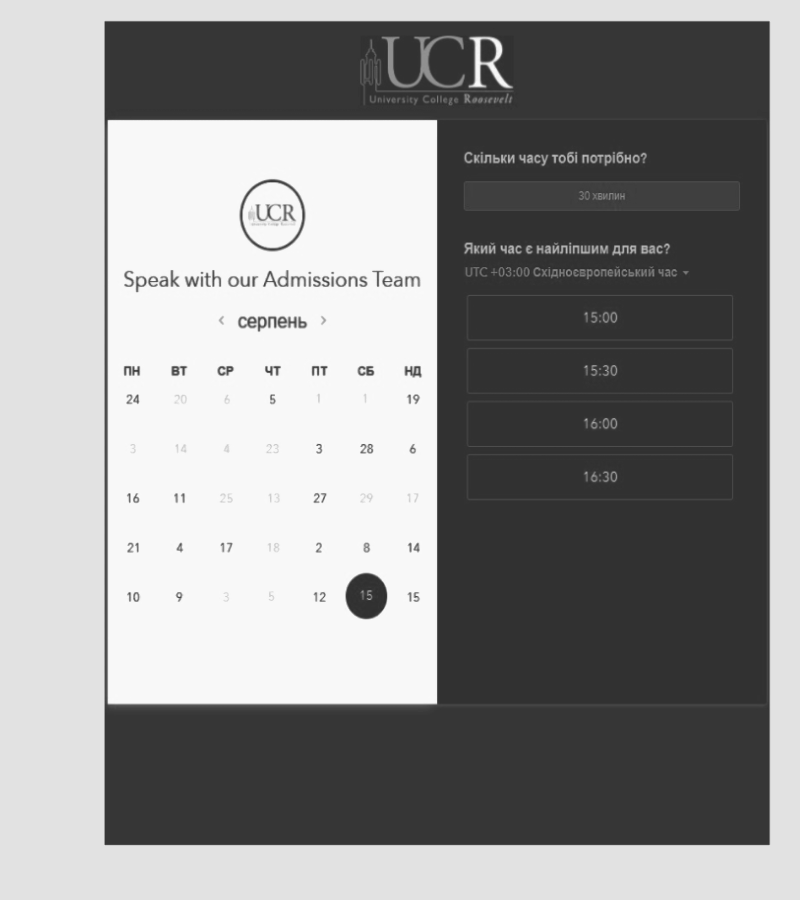 UCR
University College Roosevelt
UCR
Speak with our Admissions Team
‹ серпень ›
ПН ВТ СР ЧТ ПТ СБ НД
24 20 6 5 1 1 19
3 14 4 23 3 28 6
16 11 25 13 27 29 17
21 4 17 18 2 8 14
10 9 3 5 12 15 15
Скільки часу тобі потрібно?
30 хвилин
Який час є найліпшим для вас?
UTC +03:00 Східноєвропейський час
15:00
15:30
16:00
16:30